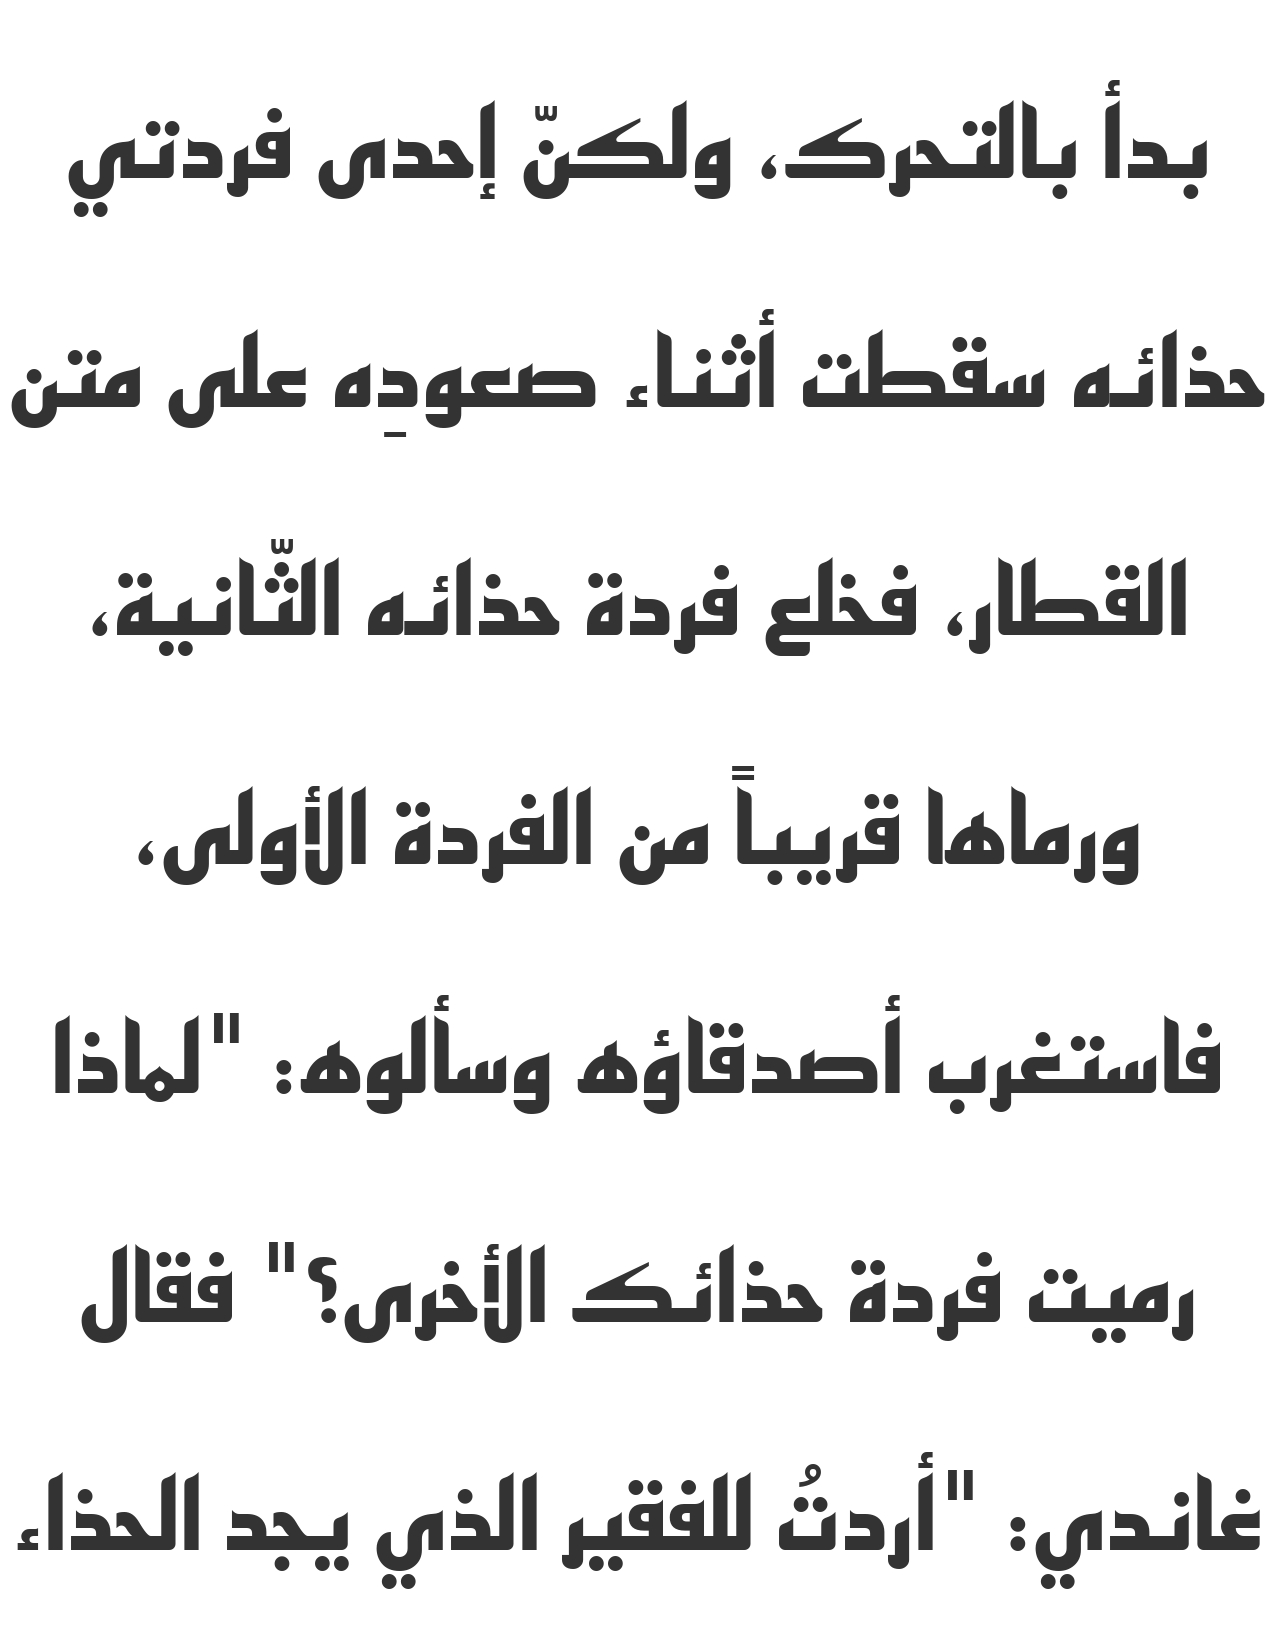 بدأ بالتحرك، ولكنّ إحدى فردتي
حذائه سقطت أثناء صعودِه على متن
القطار، فخلع فردة حذائه الثّانية،
ورماها قريباً من الفردة الأولى،
فاستغرب أصدقاؤه وسألوه: "لماذا
رميت فردة حذائك الأخرى؟" فقال
غاندي: "أردتُ للفقير الذي يجد الحذاء